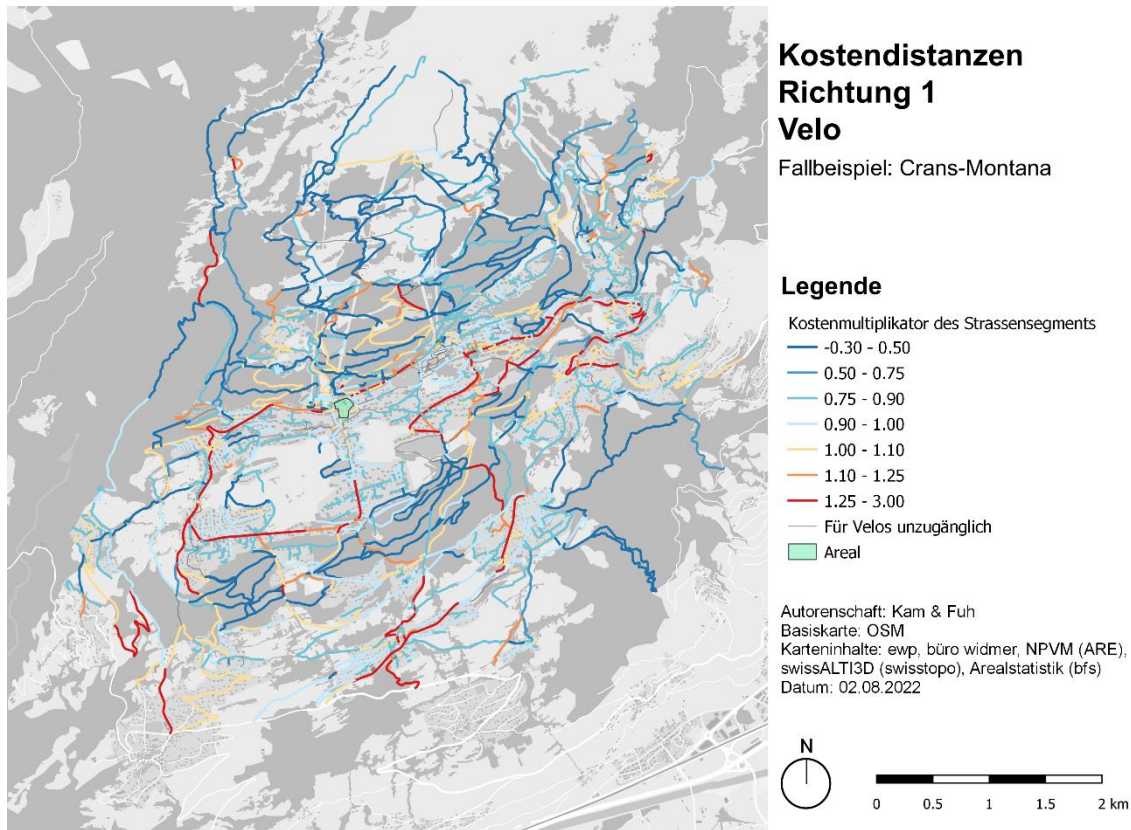 Kostendistanzen
Richtung 1
Velo
Fallbeispiel: Crans-Montana
Legende
Kostenmultiplikator des Strassensegments
-0.30 - 0.50
0.50 - 0.75
0.75 - 0.90
0.90 - 1.00
1.00 - 1.10
1.10 - 1.25
1.25 - 3.00
Für Velos unzugänglich
Areal
Autorenschaft: Kam & Fuh
Basiskarte: OSM
Karteninhalte: ewp, büro widmer, NPVM (ARE),
swissALTI3D (swisstopo), Arealstatistik (bfs)
Datum: 02.08.2022
N
0 0.5 1 1.5 2 km